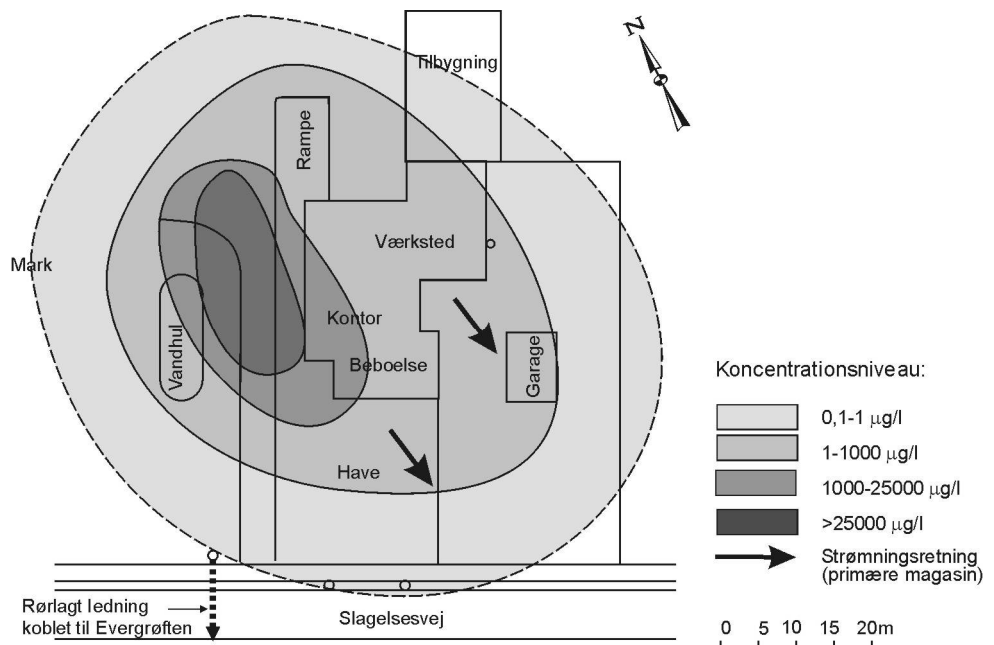 N
Tilbygning
Rampe
Værksted
Mark
Kontor
Vandhul
Beboelse
Garage
Have
Koncentrationsniveau:
0,1-1 µg/l
1-1000 µg/l
1000-25000 µg/l
>25000 µg/l
Strømningsretning
(primære magasin)
Rørlagt ledning
koblet til Evergrøften
Slagelsesvej
0 5 10 15 20m